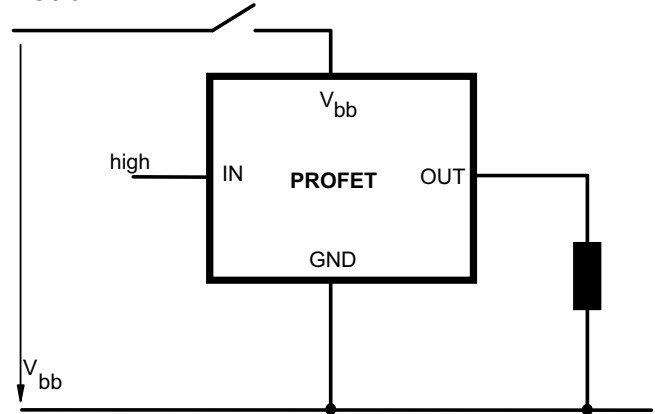 V_bb
high
IN
PROFET
OUT
GND
V_bb